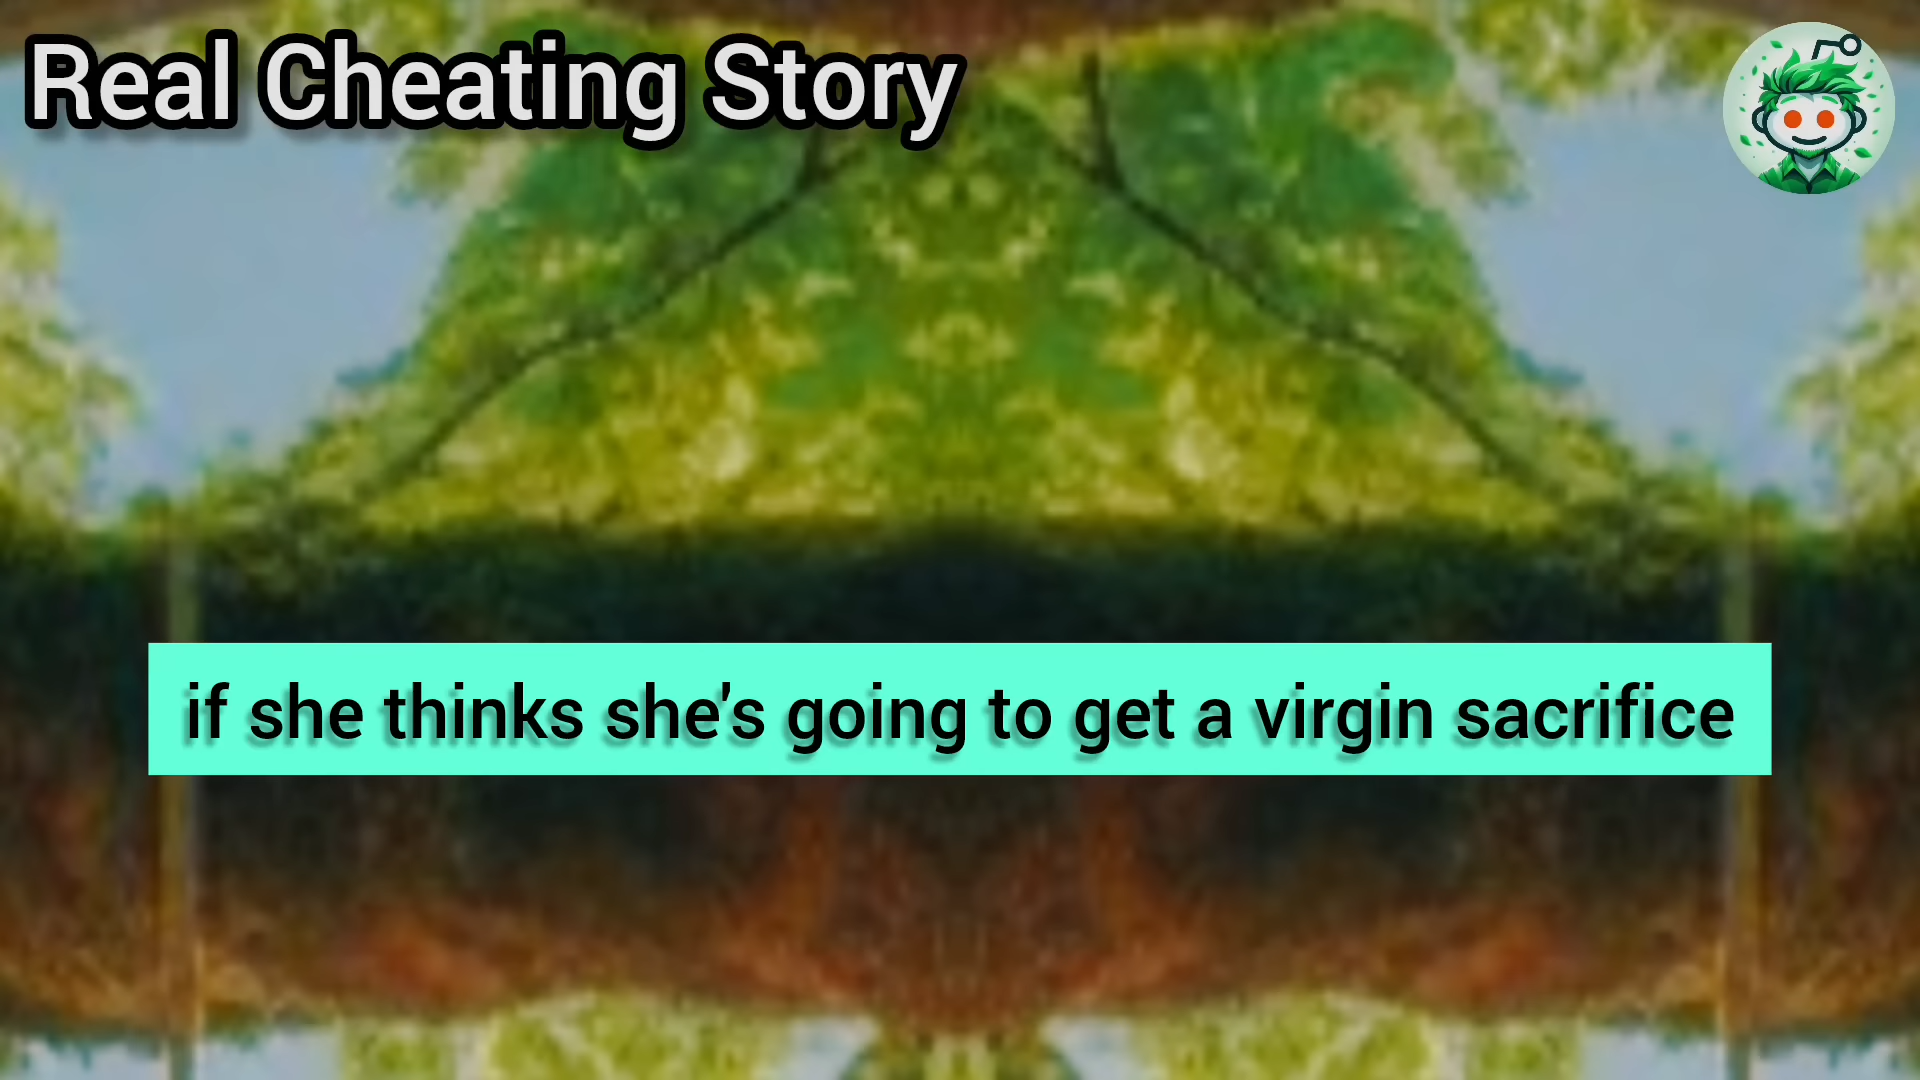 Real Cheating Story
if she thinks she's going to get a virgin sacrifice